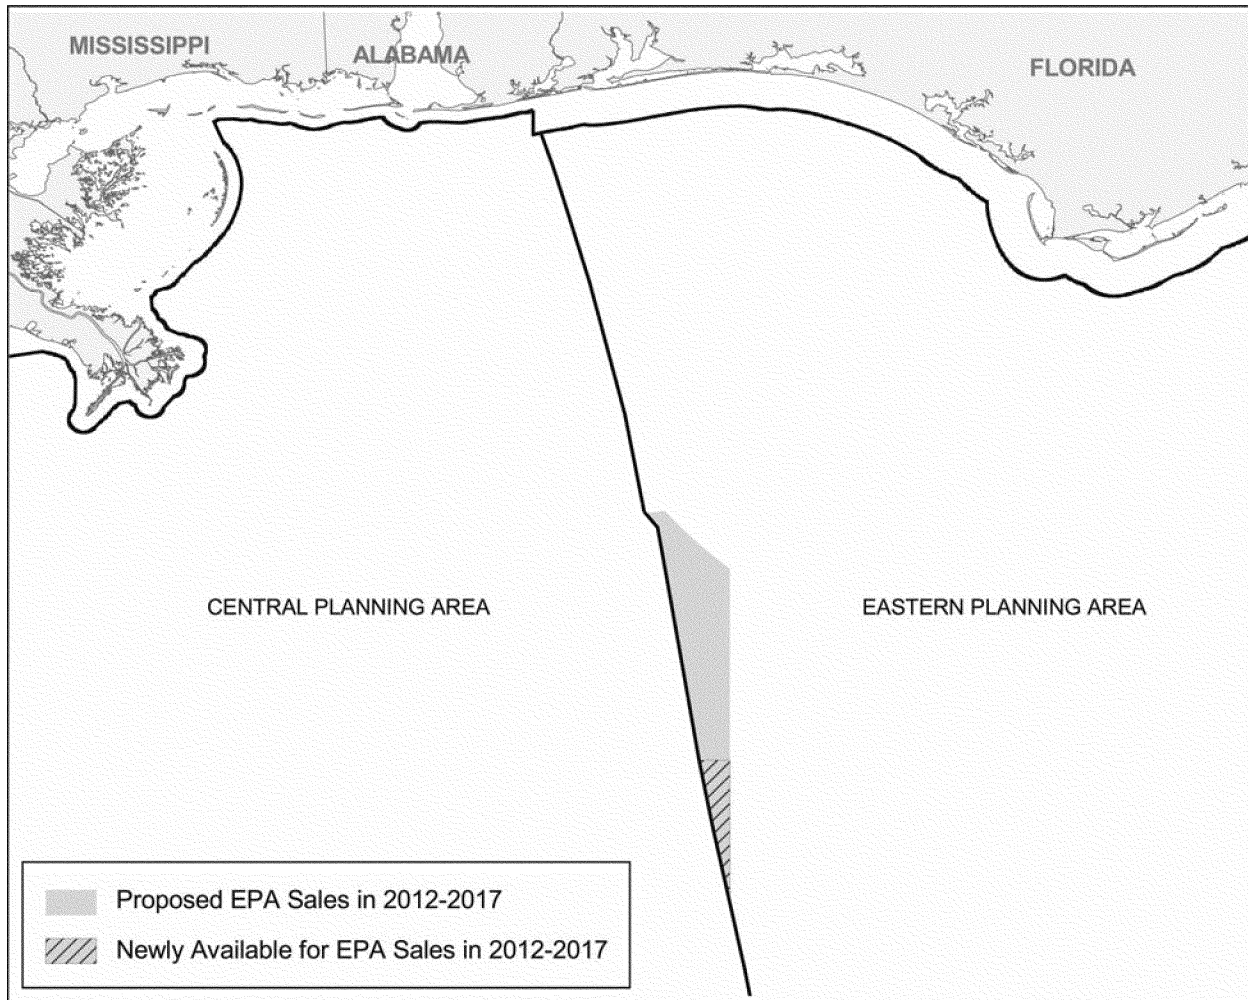 MISSISSIPPI
ALABAMA
FLORIDA
CENTRAL PLANNING AREA
EASTERN PLANNING AREA
Proposed EPA Sales in 2012-2017
Newly Available for EPA Sales in 2012-2017